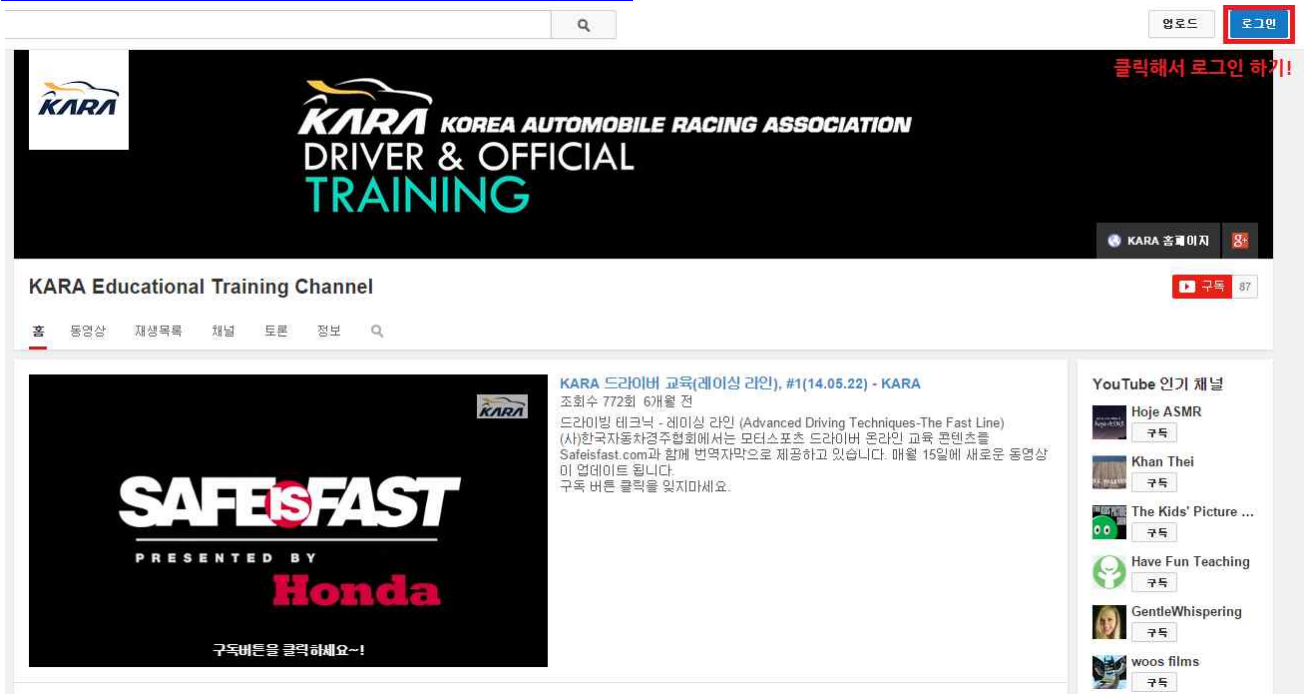 업로드
로그인
클릭해서 로그인 하기!
KARA
KARA KOREA AUTOMOBILE RACING ASSOCIATION
DRIVER & OFFICIAL
TRAINING
KARA 홈페이지
KARA Educational Training Channel
구독 87
홈 동영상 재생목록 채널 토론 정보
KARA
SAFE IS FAST
PRESENTED BY
Honda
구독버튼을 클릭하세요~!
KARA 드라이버 교육(레이싱 라인), #1(14.05.22) - KARA
조회수 772회 6개월 전
드라이빙 테크닉 - 레이싱 라인 (Advanced Driving Techniques-The Fast Line)
(사)한국자동차경주협회에서는 모터스포츠 드라이버 온라인 교육 콘텐츠를
Safeisfast.com과 함께 번역자막으로 제공하고 있습니다. 매월 15일에 새로운 동영상
이 업데이트 됩니다.
구독 버튼 클릭을 잊지마세요.
YouTube 인기 채널
Hoje ASMR
구독
Khan Thei
구독
The Kids' Picture ...
구독
Have Fun Teaching
구독
GentleWhispering
구독
woos films
구독